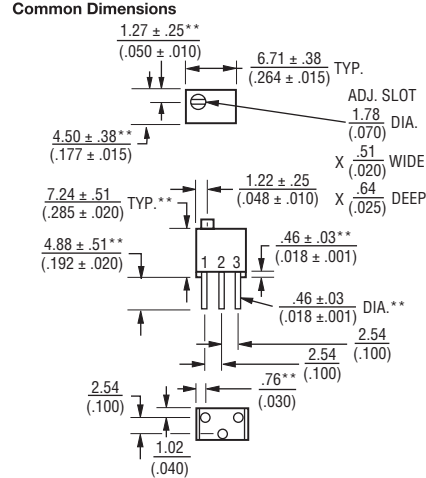 Common Dimensions
1.27 ± .25**
(.050 ± .010)
6.71 ± .38 TYP.
(.264 ± .015)
ADJ. SLOT
1.78 DIA.
(.070)
4.50 ± .38**
(.177 ± .015)
X .51 WIDE
(.020)
7.24 ± .51 TYP.**
(.285 ± .020)
1.22 ± .25
(.048 ± .010)
X .64 DEEP
(.025)
4.88 ± .51**
(.192 ± .020)
.46 ± .03**
(.018 ± .001)
1 2 3
.46 ±.03 DIA.**
(.018 ±.001)
2.54
(.100)
2.54
(.100)
2.54
(.100)
.76**
(.030)
1.02
(.040)